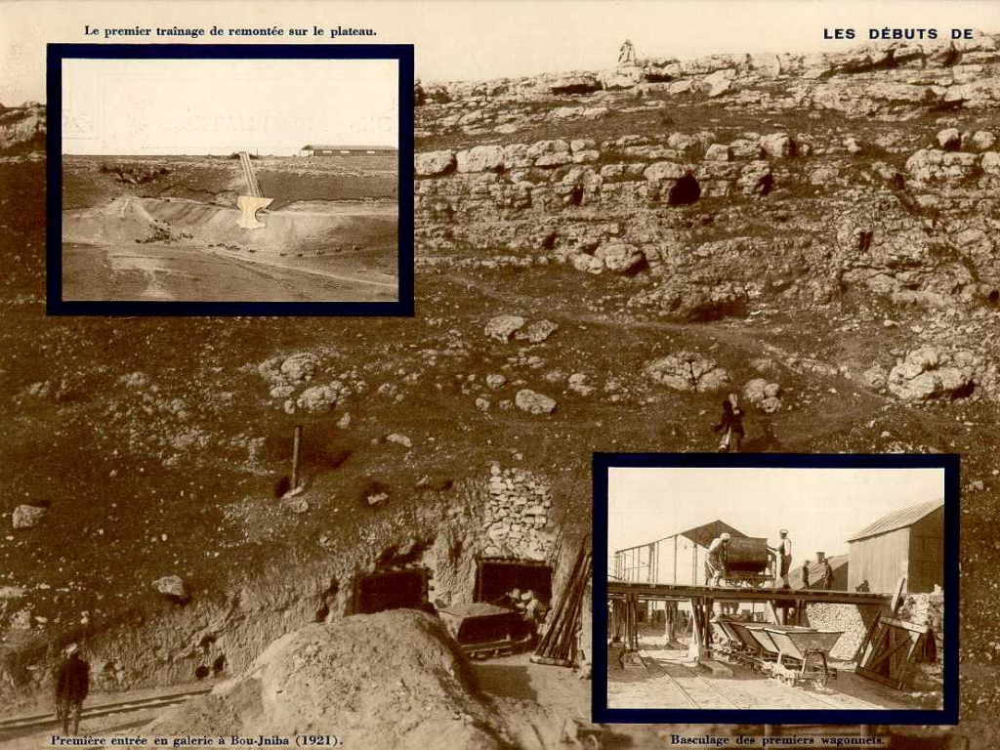 Le premier traînage de remontée sur le plateau.
LES DÉBUTS DE
Première entrée en galerie à Bou-Jniba (1921).
Basculage des premiers wagonnets.